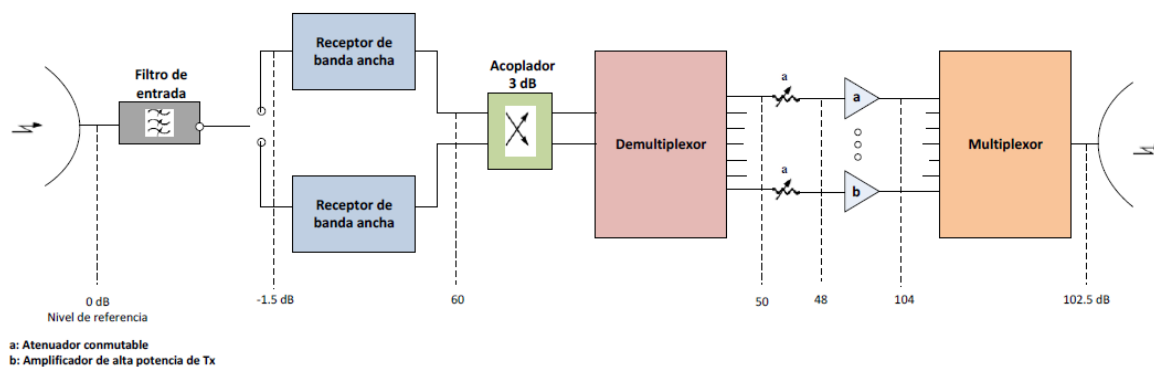 Filtro de
entrada
Receptor de
banda ancha
Receptor de
banda ancha
Acoplador
3 dB
Demultiplexor
a
a
a
b
Multiplexor
0 dB
Nivel de referencia
-1.5 dB
60
50
48
104
102.5 dB
a: Atenuador conmutable
b: Amplificador de alta potencia de Tx